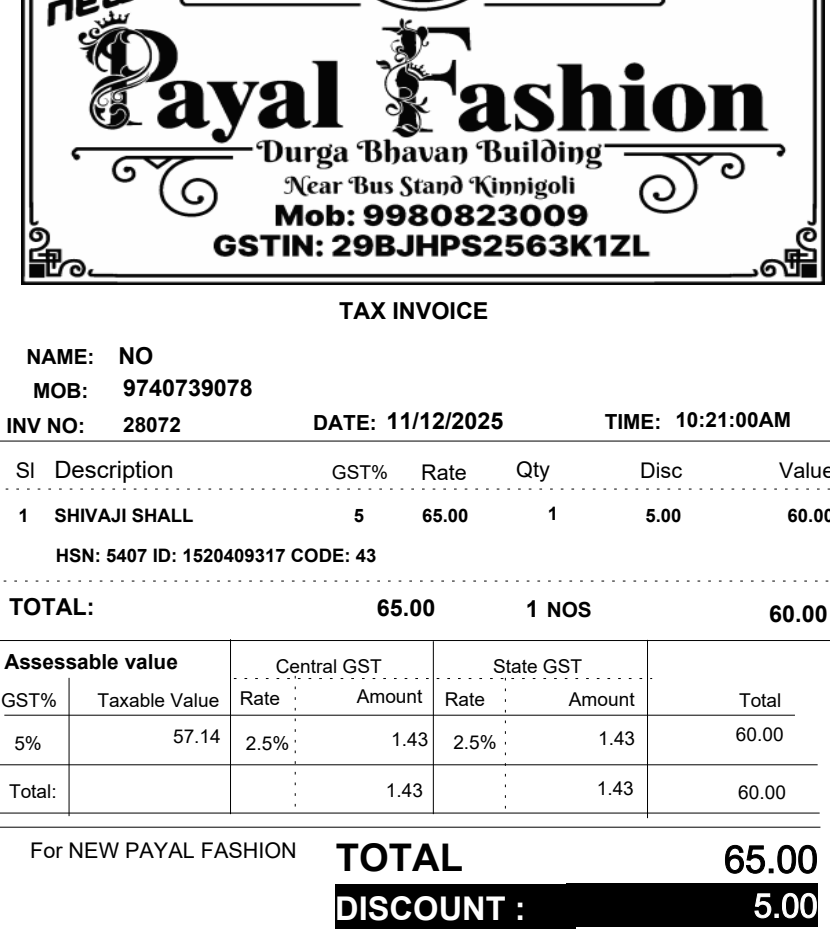 new
Payal Fashion
Durga Bhavan Building
Near Bus Stand Kinnigoli
Mob: 9980823009
GSTIN: 29BJHPS2563K1ZL
TAX INVOICE
NAME: NO
MOB: 9740739078
INV NO: 28072 DATE: 11/12/2025 TIME: 10:21:00AM
Sl Description GST% Rate Qty Disc Value
1 SHIVAJI SHALL 5 65.00 1 5.00 60.00
HSN: 5407 ID: 1520409317 CODE: 43
TOTAL: 65.00 1 NOS 60.00
Assessable value Central GST State GST
GST% Taxable Value Rate Amount Rate Amount Total
5% 57.14 2.5% 1.43 2.5% 1.43 60.00
Total: 1.43 1.43 60.00
For NEW PAYAL FASHION TOTAL 65.00
DISCOUNT : 5.00